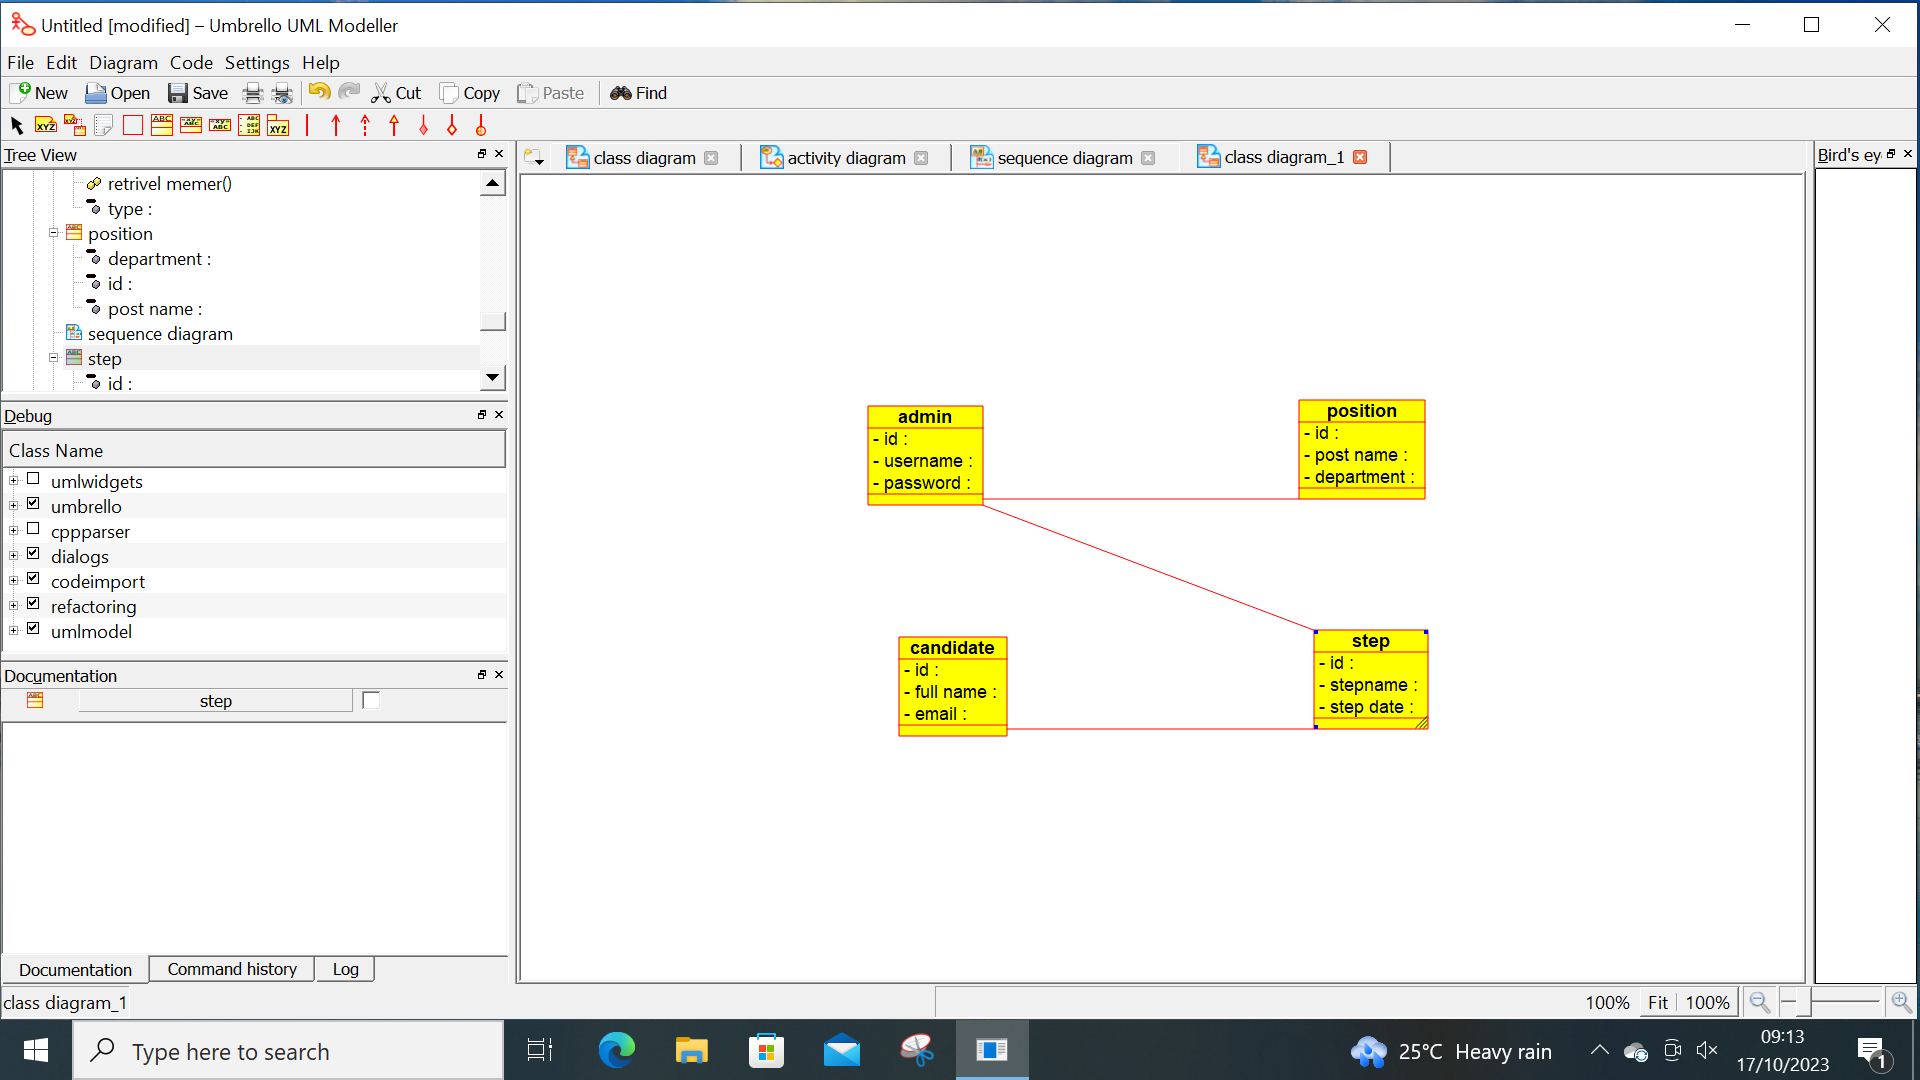 Untitled [modified] – Umbrello UML Modeller
File Edit Diagram Code Settings Help
New Open Save Cut Copy Paste Find
Tree View
retrivel memer()
type :
position
department :
id :
post name :
sequence diagram
step
id :
Debug
Class Name
umlwidgets
umbrello
cppparser
dialogs
codeimport
refactoring
umlmodel
Documentation
step
Documentation Command history Log
class diagram activity diagram sequence diagram class diagram_1
admin
- id :
- username :
- password :
position
- id :
- post name :
- department :
candidate
- id :
- full name :
- email :
step
- id :
- stepname :
- step date :
Bird's ey
class diagram_1
100% Fit 100%
Type here to search
25°C Heavy rain
09:13
17/10/2023
1